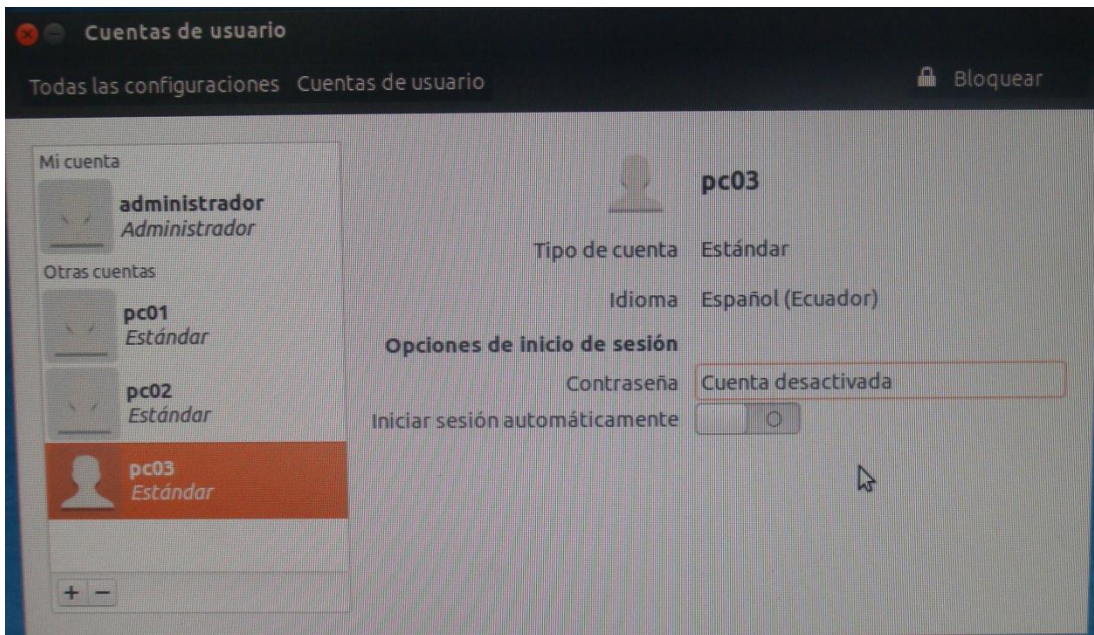 Cuentas de usuario
Todas las configuraciones Cuentas de usuario
Bloquear
Mi cuenta
administrador
Administrador
Otras cuentas
pc01
Estándar
pc02
Estándar
pc03
Estándar
pc03
Tipo de cuenta Estándar
Idioma Español (Ecuador)
Opciones de inicio de sesión
Contraseña Cuenta desactivada
Iniciar sesión automáticamente